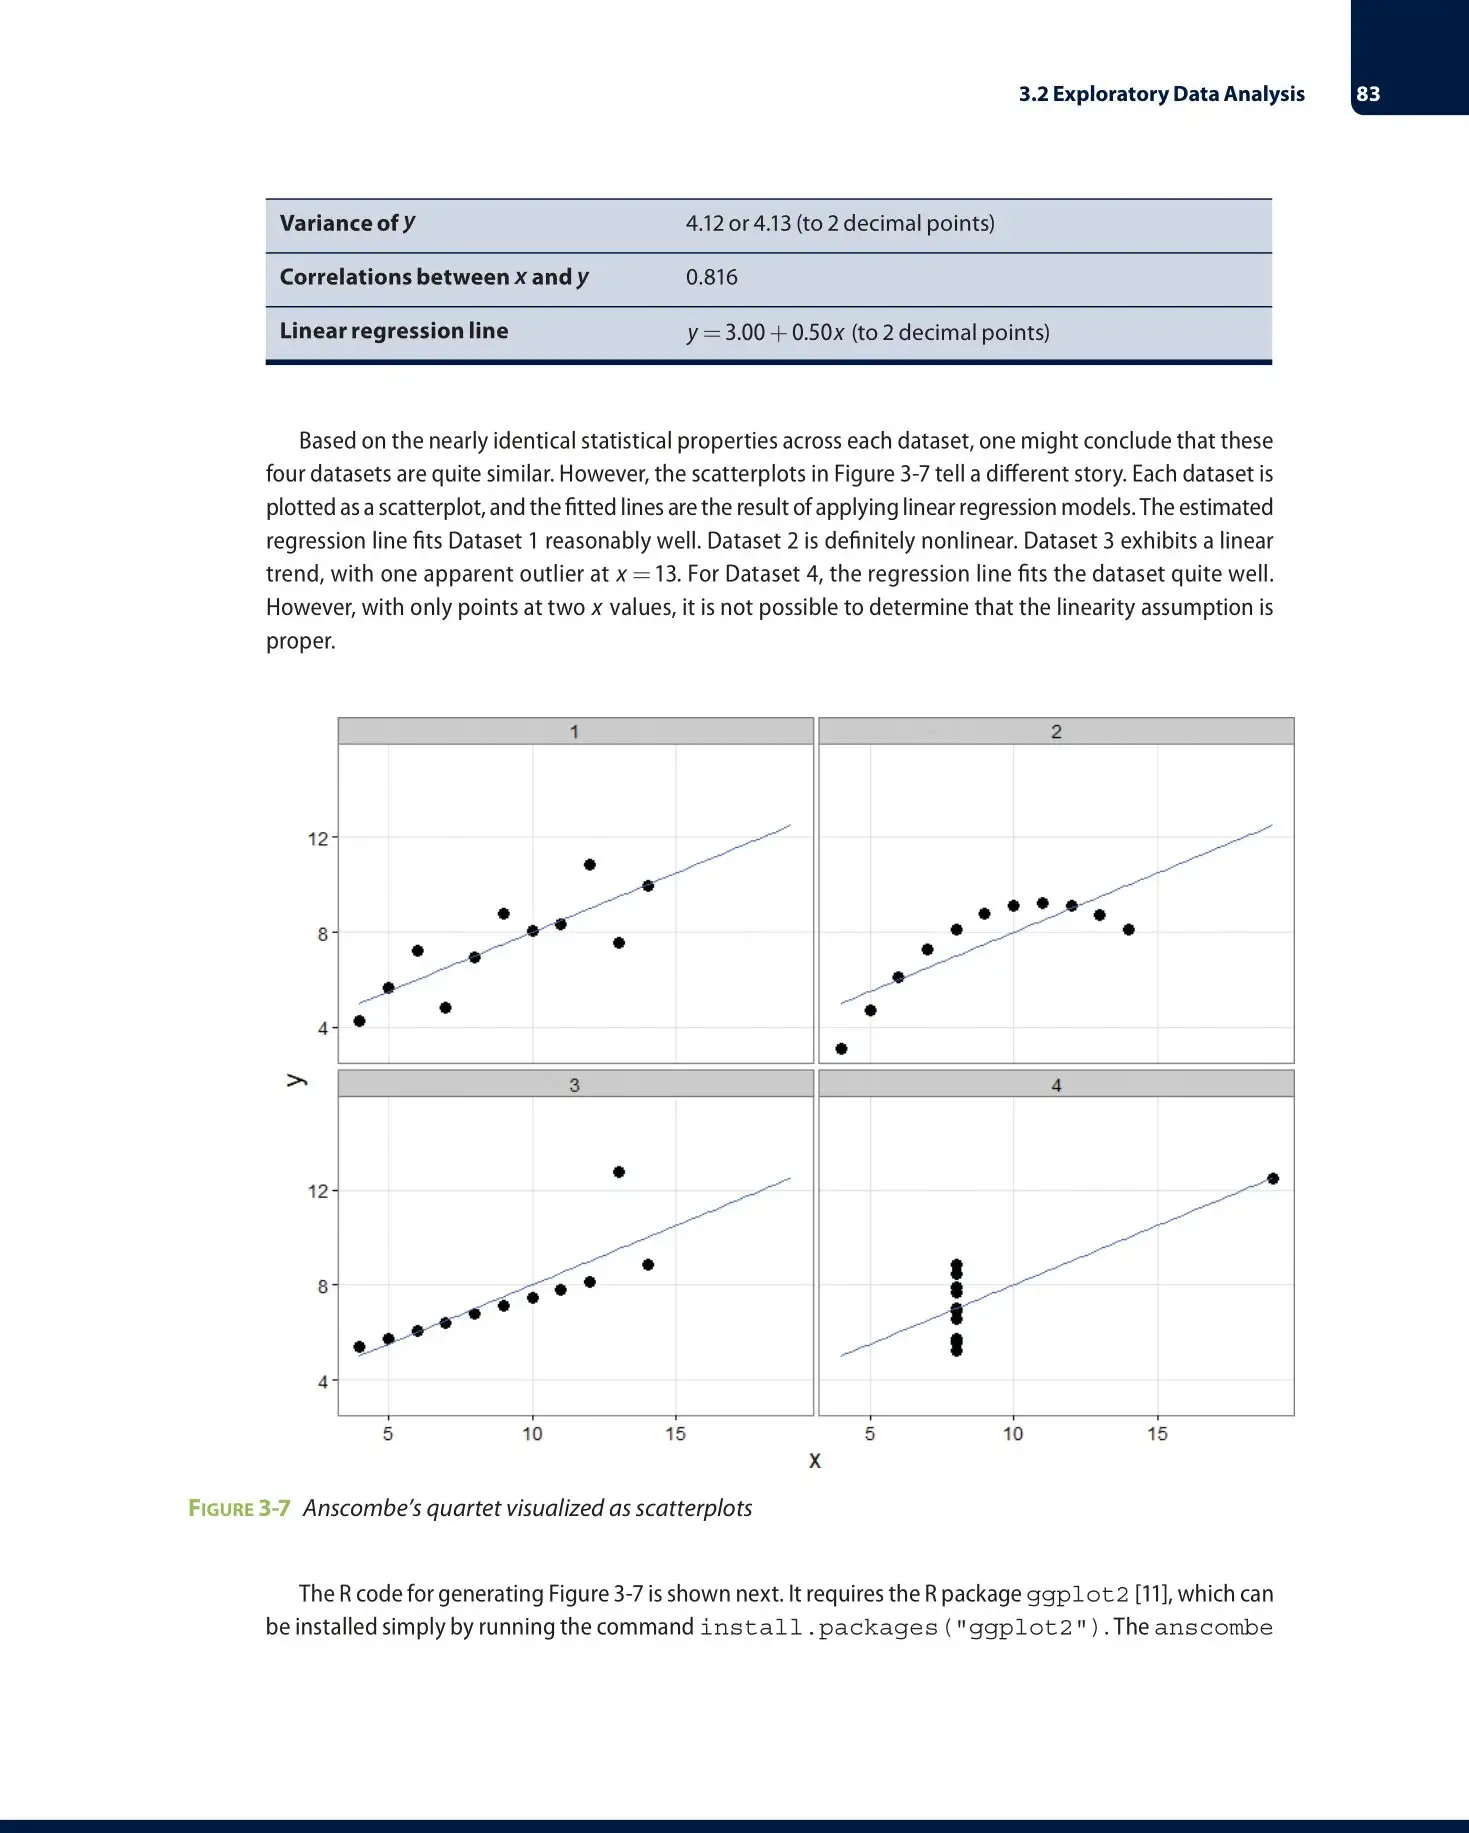 3.2 Exploratory Data Analysis 83
Variance of y 4.12 or 4.13 (to 2 decimal points)
Correlations between x and y 0.816
Linear regression line y = 3.00 + 0.50x (to 2 decimal points)
Based on the nearly identical statistical properties across each dataset, one might conclude that these
four datasets are quite similar. However, the scatterplots in Figure 3-7 tell a different story. Each dataset is
plotted as a scatterplot, and the fitted lines are the result of applying linear regression models. The estimated
regression line fits Dataset 1 reasonably well. Dataset 2 is definitely nonlinear. Dataset 3 exhibits a linear
trend, with one apparent outlier at x = 13. For Dataset 4, the regression line fits the dataset quite well.
However, with only points at two x values, it is not possible to determine that the linearity assumption is
proper.
1 2
12
8
4
y
3 4
12
8
4
5 10 15 5 10 15
x
FIGURE 3-7 Anscombe's quartet visualized as scatterplots
The R code for generating Figure 3-7 is shown next. It requires the R package ggplot2 [11], which can
be installed simply by running the command install.packages("ggplot2"). The anscombe